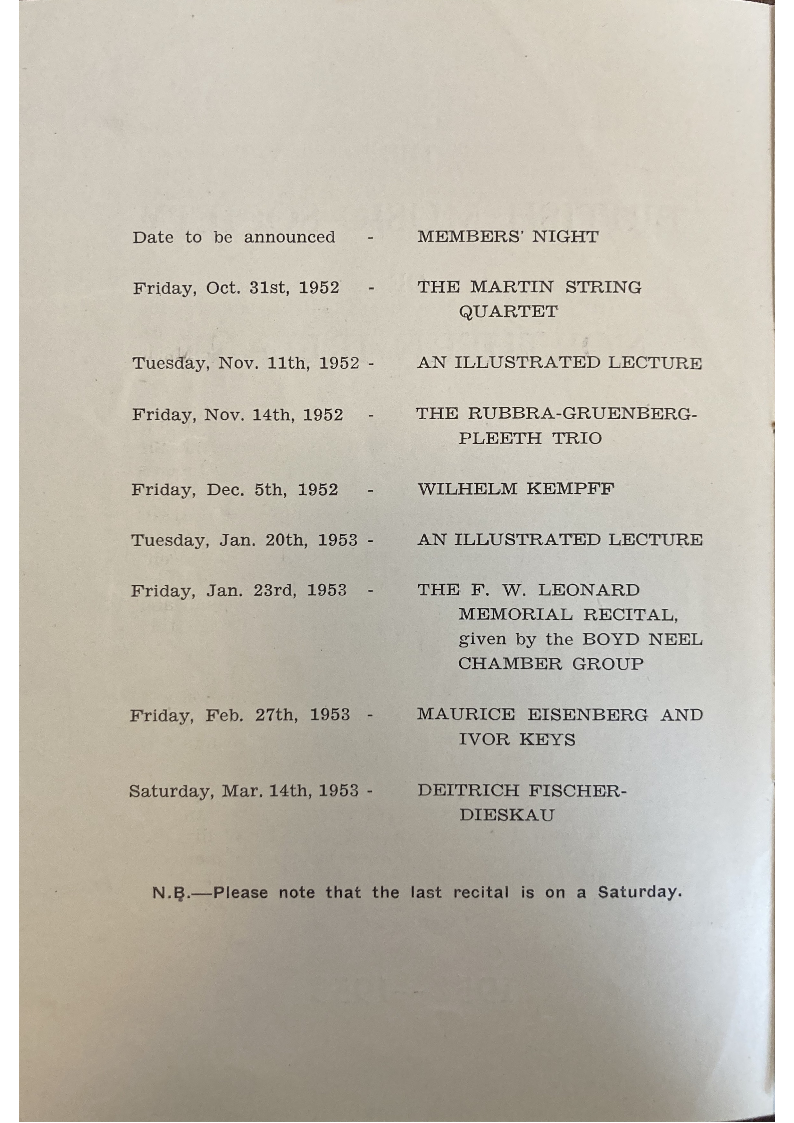 Date to be announced - MEMBERS' NIGHT
Friday, Oct. 31st, 1952 - THE MARTIN STRING
QUARTET
Tuesday, Nov. 11th, 1952 - AN ILLUSTRATED LECTURE
Friday, Nov. 14th, 1952 - THE RUBBRA-GRUENBERG-
PLEETH TRIO
Friday, Dec. 5th, 1952 - WILHELM KEMPFF
Tuesday, Jan. 20th, 1953 - AN ILLUSTRATED LECTURE
Friday, Jan. 23rd, 1953 - THE F. W. LEONARD
MEMORIAL RECITAL,
given by the BOYD NEEL
CHAMBER GROUP
Friday, Feb. 27th, 1953 - MAURICE EISENBERG AND
IVOR KEYS
Saturday, Mar. 14th, 1953 - DEITRICH FISCHER-
DIESKAU
N.B.—Please note that the last recital is on a Saturday.